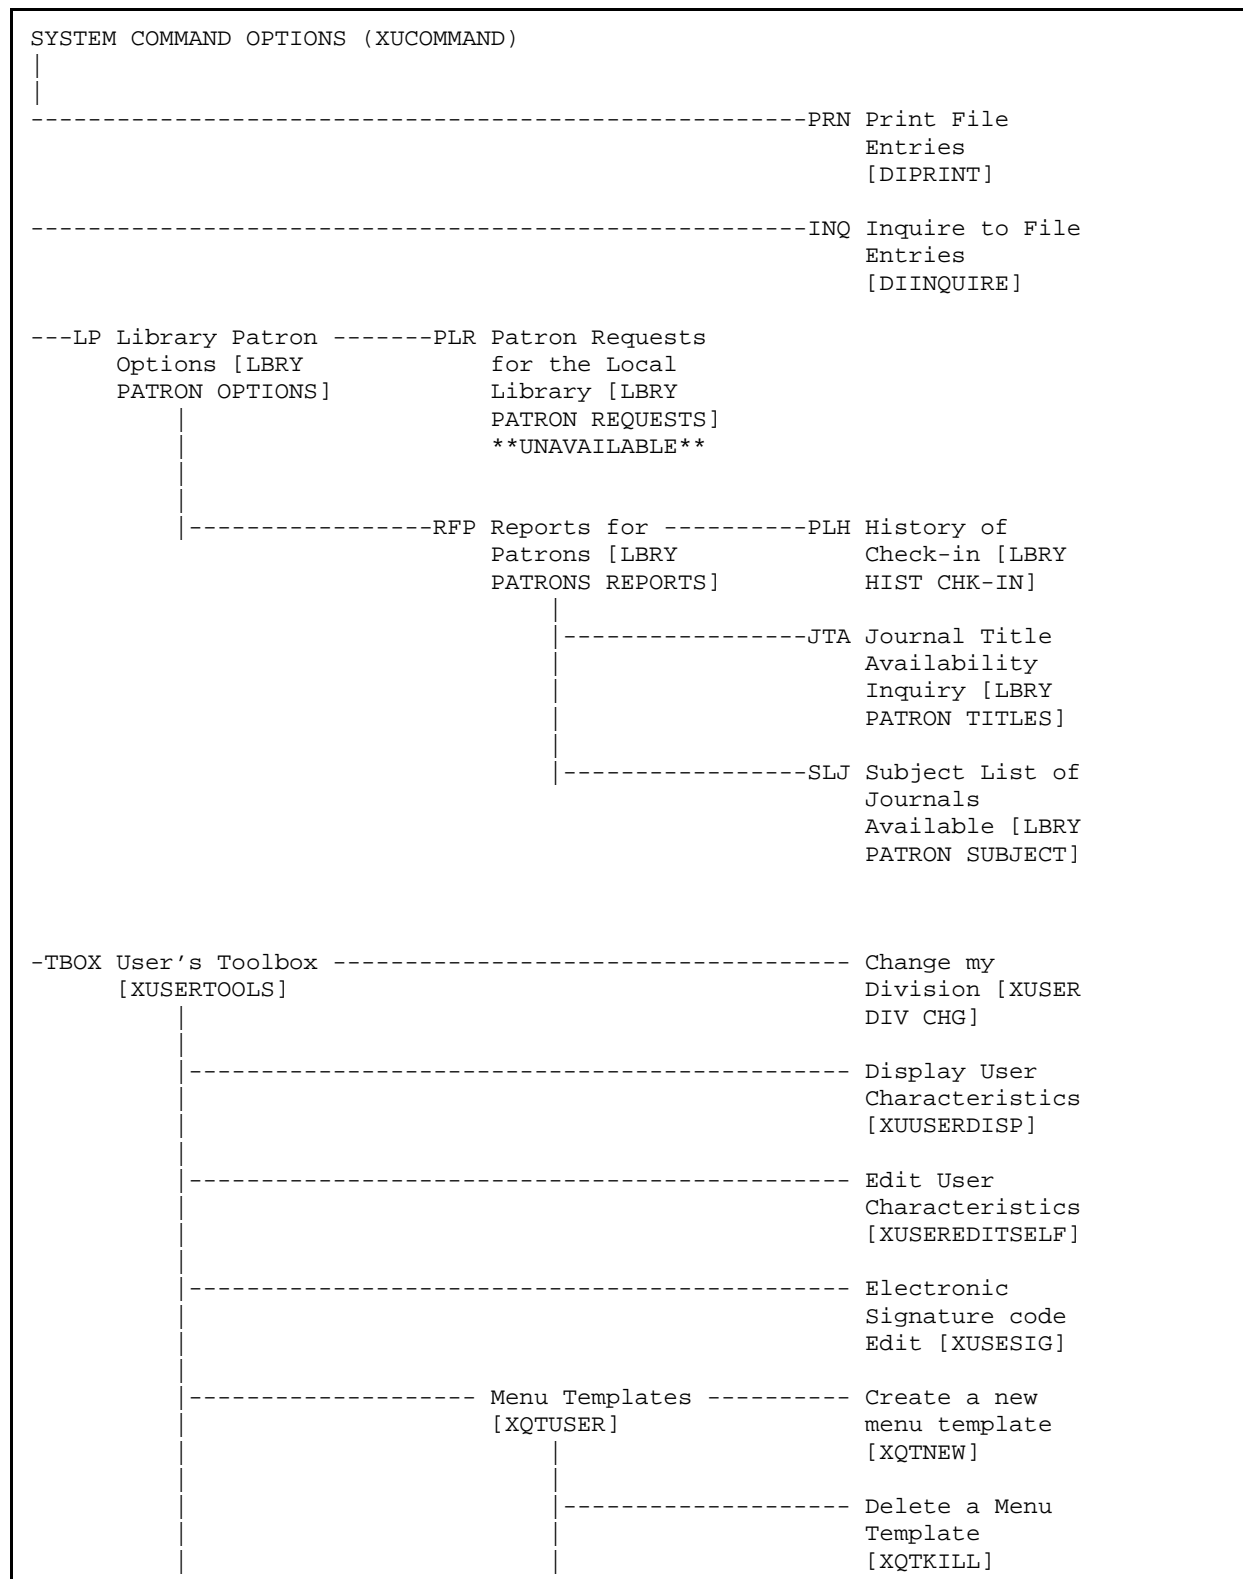 SYSTEM COMMAND OPTIONS (XUCOMMAND)
|
|
------------------------------------------------------PRN Print File
Entries
[DIPRINT]
------------------------------------------------------INQ Inquire to File
Entries
[DIINQUIRE]
---LP Library Patron -------PLR Patron Requests
Options [LBRY for the Local
PATRON OPTIONS] Library [LBRY
| PATRON REQUESTS]
| **UNAVAILABLE**
|
|
|-----------------RFP Reports for ----------PLH History of
Patrons [LBRY Check-in [LBRY
PATRONS REPORTS] HIST CHK-IN]
|
|-----------------JTA Journal Title
| Availability
| Inquiry [LBRY
| PATRON TITLES]
|
|-----------------SLJ Subject List of
Journals
Available [LBRY
PATRON SUBJECT]
-TBOX User's Toolbox ------------------------------------ Change my
[XUSERTOOLS] Division [XUSER
| DIV CHG]
|
|---------------------------------------------- Display User
| Characteristics
| [XUUSERDISP]
|
|---------------------------------------------- Edit User
| Characteristics
| [XUSEREDITSELF]
|
|---------------------------------------------- Electronic
| Signature code
| Edit [XUSESIG]
|
|-------------------- Menu Templates ---------- Create a new
| [XQTUSER] menu template
| | [XQTNEW]
| |
| |-------------------- Delete a Menu
| | Template
| | [XQTKILL]